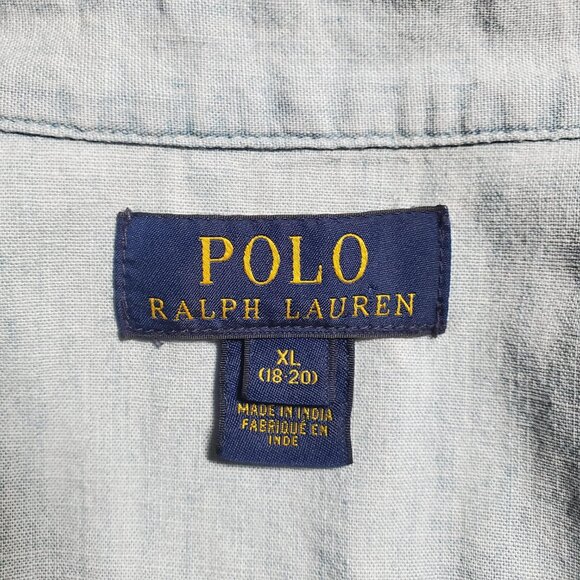 POLO
RALPH LAUREN
XL
(18-20)
MADE IN INDIA
FABRIQUÉ EN
INDE